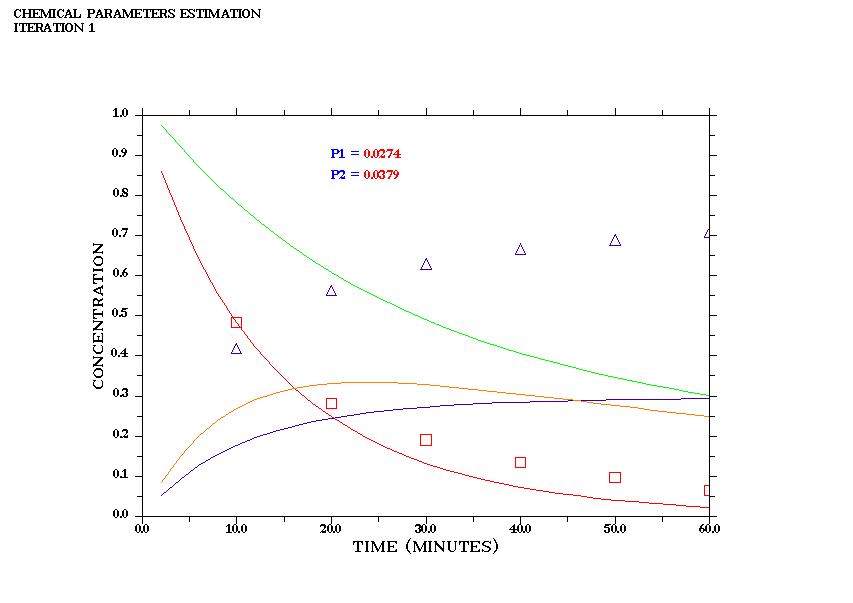 CHEMICAL PARAMETERS ESTIMATION
ITERATION 1
1.0
0.9
P1 = 0.0274
P2 = 0.0379
0.8
0.7
0.6
0.5
0.4
0.3
0.2
0.1
0.0
CONCENTRATION
0.0 10.0 20.0 30.0 40.0 50.0 60.0
TIME (MINUTES)